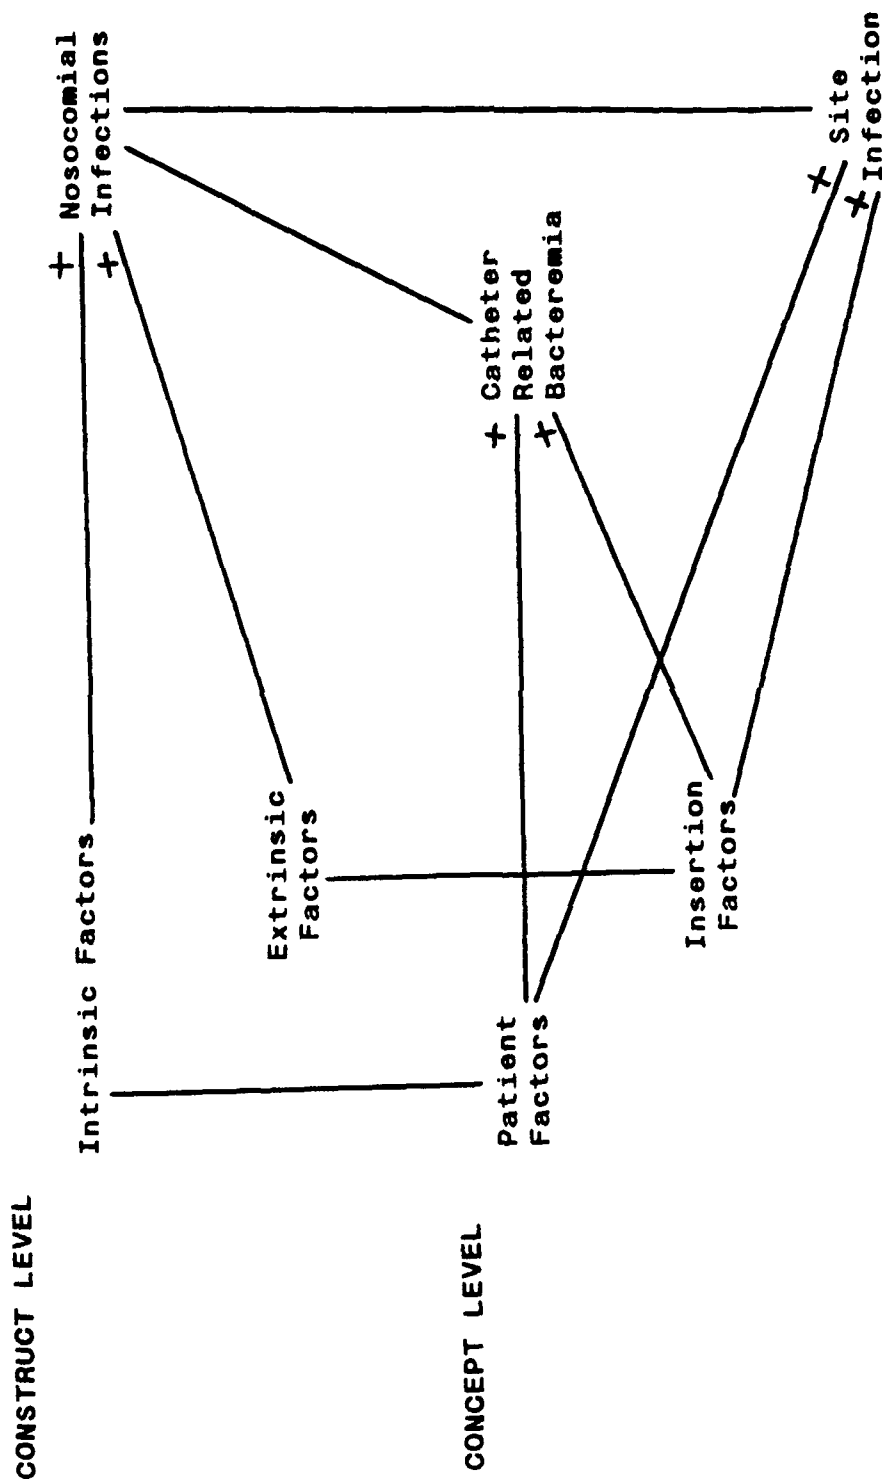 CONSTRUCT LEVEL
Intrinsic Factors
+ Nosocomial
+ Infections
Extrinsic
Factors
CONCEPT LEVEL
Patient
Factors
+ Catheter
Related
+ Bacteremia
Insertion
Factors
+ Site
+ Infection